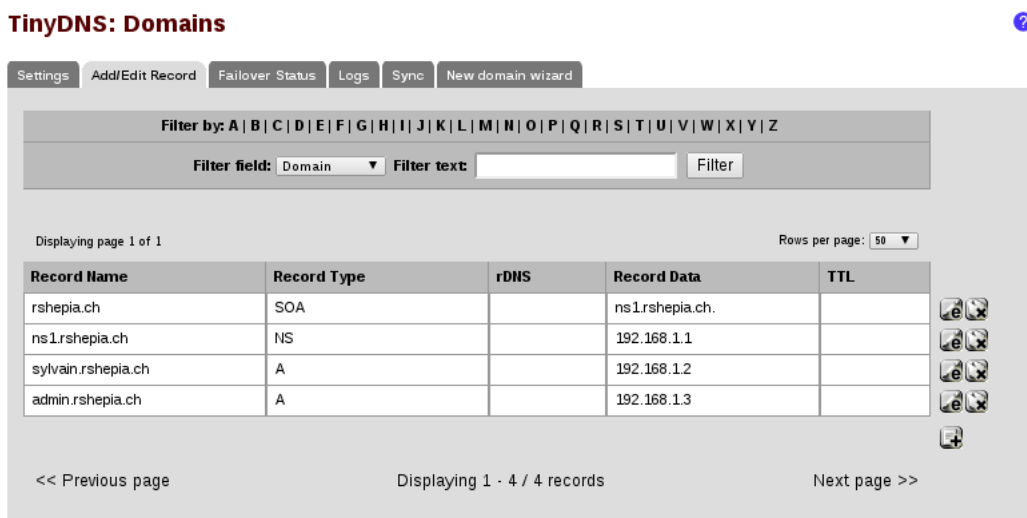 TinyDNS: Domains
?
Settings Add/Edit Record Failover Status Logs Sync New domain wizard
Filter by: A | B | C | D | E | F | G | H | I | J | K | L | M | N | O | P | Q | R | S | T | U | V | W | X | Y | Z
Filter field: Domain Filter text: Filter
Displaying page 1 of 1 Rows per page: 50
Record Name Record Type rDNS Record Data TTL
rshepia.ch SOA ns1.rshepia.ch.
ns1.rshepia.ch NS 192.168.1.1
sylvain.rshepia.ch A 192.168.1.2
admin.rshepia.ch A 192.168.1.3
<< Previous page Displaying 1 - 4 / 4 records Next page >>